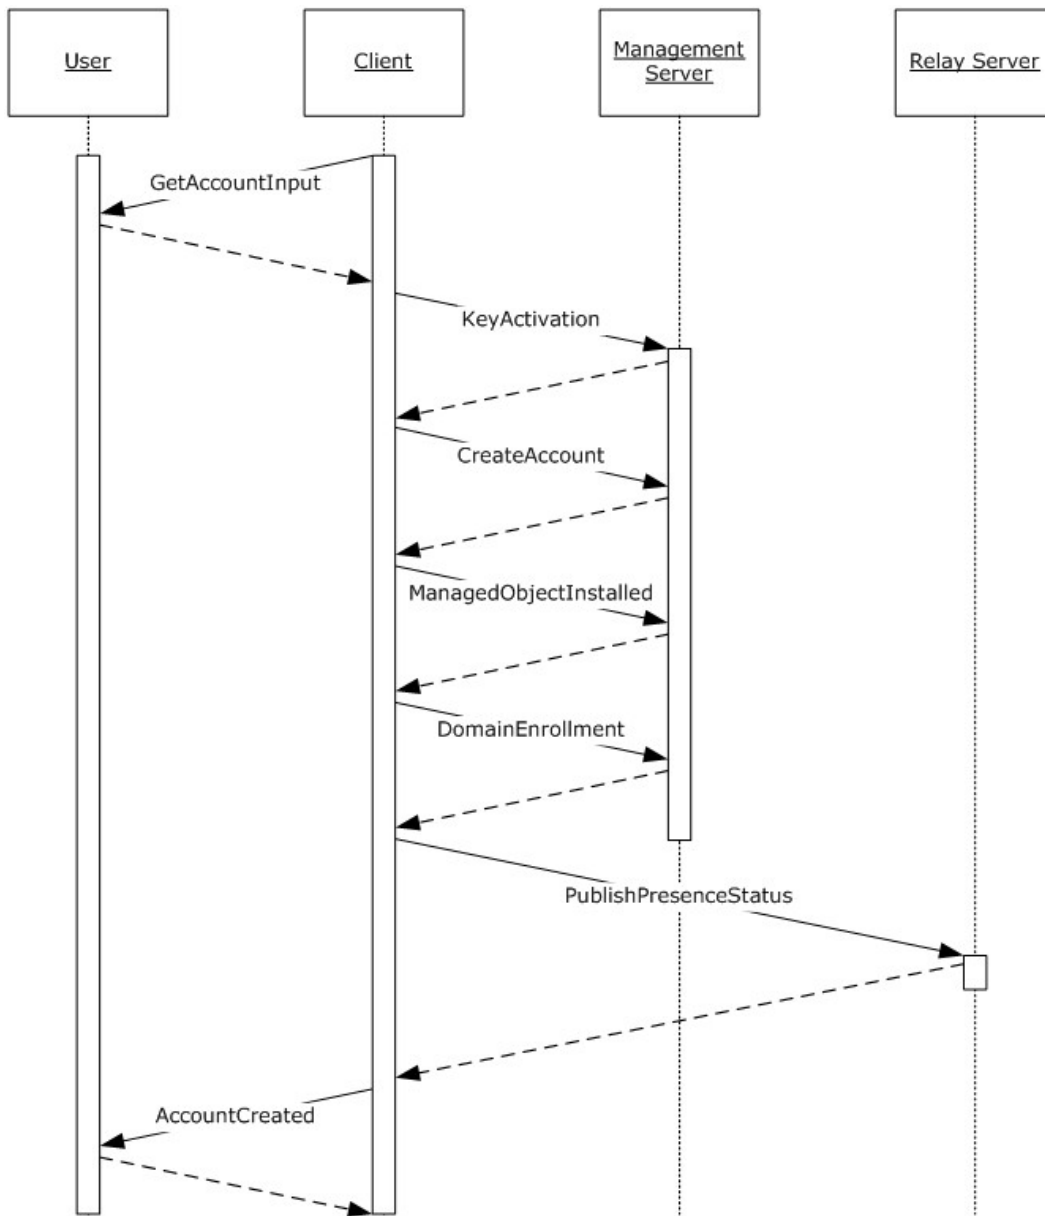 User
Client
Management
Server
Relay Server
GetAccountInput
KeyActivation
CreateAccount
ManagedObjectInstalled
DomainEnrollment
PublishPresenceStatus
AccountCreated